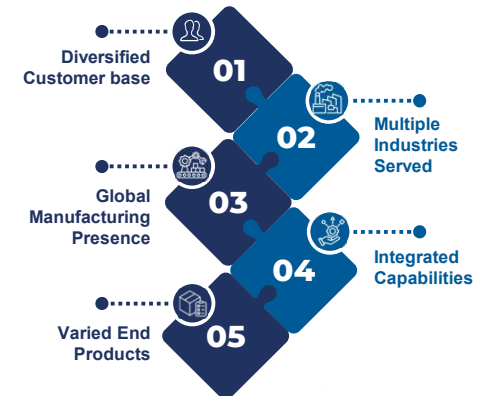 Diversified
Customer base
01
02
Multiple
Industries
Served
Global
Manufacturing
Presence
03
04
Integrated
Capabilities
Varied End
Products
05